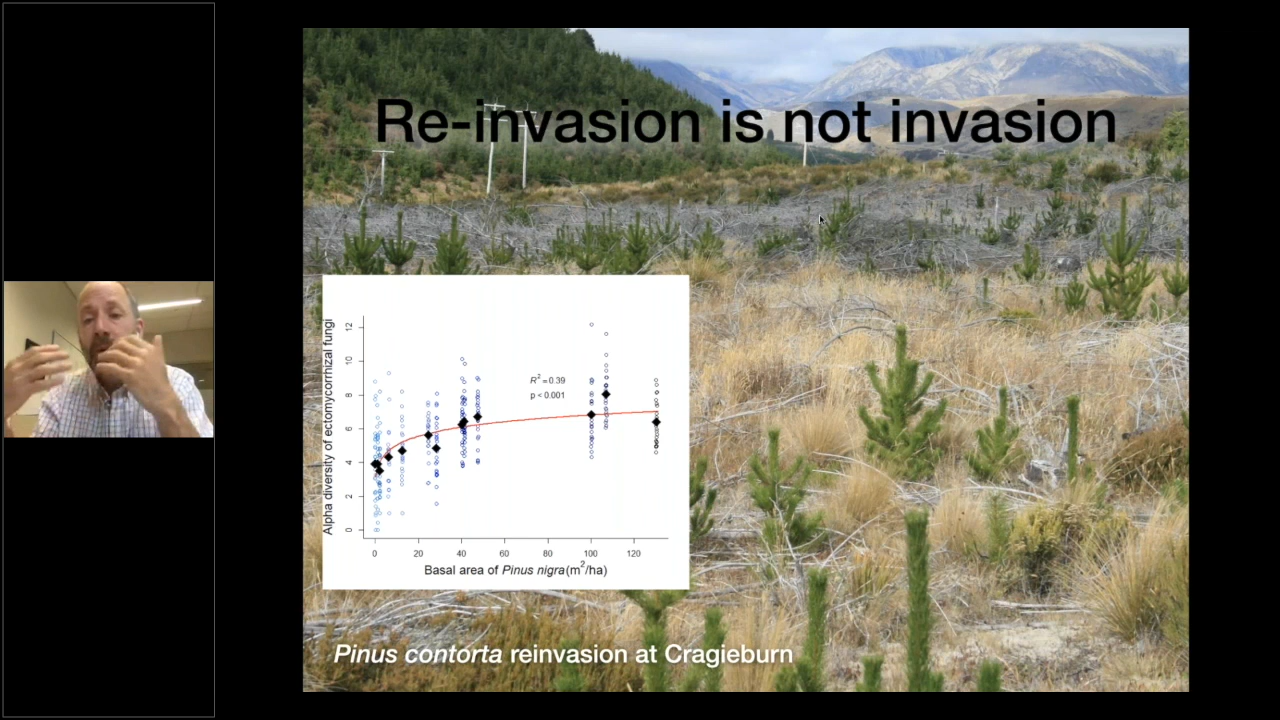 Re-invasion is not invasion
Alpha diversity of ectomycorrhizal fungi
12
10
8
6
4
2
0
R2=0.39
p < 0.001
0 20 40 60 80 100 120
Basal area of Pinus nigra(m2/ha)
Pinus contorta reinvasion at Cragieburn